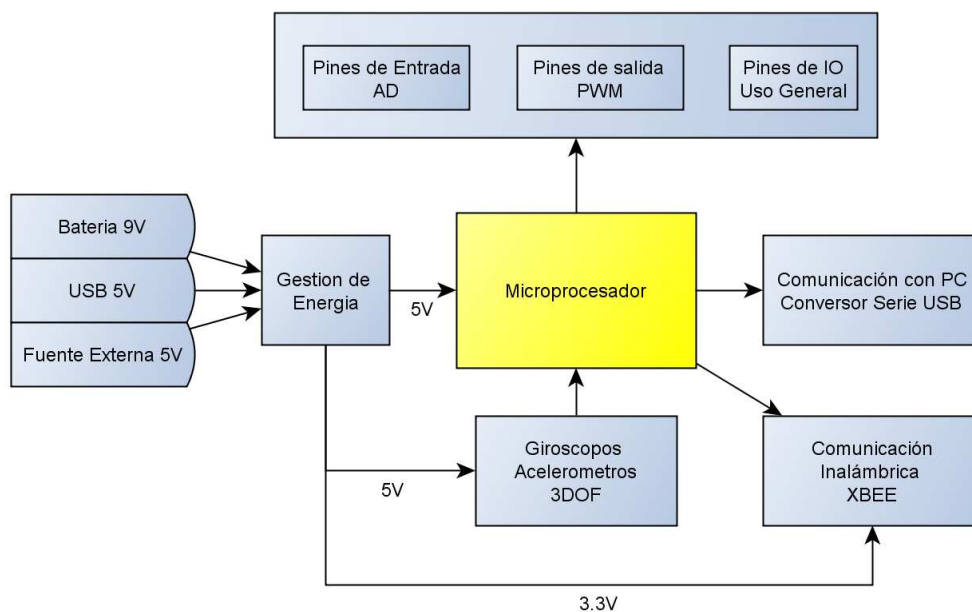 Pines de Entrada
AD
Pines de salida
PWM
Pines de IO
Uso General
Bateria 9V
USB 5V
Fuente Externa 5V
Gestion de
Energia
5V
Microprocesador
Comunicación con PC
Conversor Serie USB
5V
Giroscopos
Acelerometros
3DOF
Comunicación
Inalámbrica
XBEE
3.3V